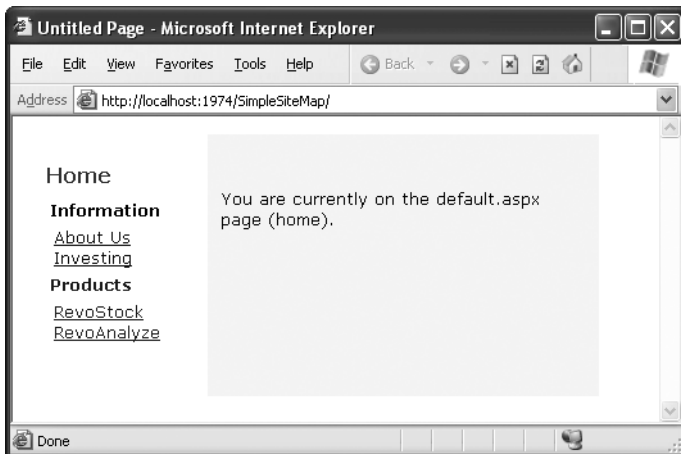 Untitled Page - Microsoft Internet Explorer
File Edit View Favorites Tools Help Back
Address http://localhost:1974/SimpleSiteMap/
Home
Information
About Us
Investing
Products
RevoStock
RevoAnalyze
You are currently on the default.aspx
page (home).
Done